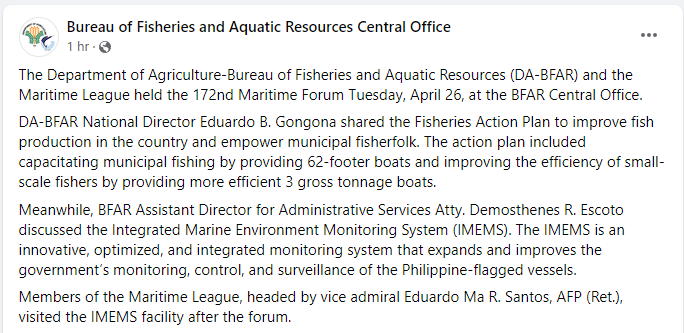 Bureau of Fisheries and Aquatic Resources Central Office
1 hr ·
The Department of Agriculture-Bureau of Fisheries and Aquatic Resources (DA-BFAR) and the
Maritime League held the 172nd Maritime Forum Tuesday, April 26, at the BFAR Central Office.
DA-BFAR National Director Eduardo B. Gongona shared the Fisheries Action Plan to improve fish
production in the country and empower municipal fisherfolk. The action plan included
capacitating municipal fishing by providing 62-footer boats and improving the efficiency of small-
scale fishers by providing more efficient 3 gross tonnage boats.
Meanwhile, BFAR Assistant Director for Administrative Services Atty. Demosthenes R. Escoto
discussed the Integrated Marine Environment Monitoring System (IMEMS). The IMEMS is an
innovative, optimized, and integrated monitoring system that expands and improves the
government's monitoring, control, and surveillance of the Philippine-flagged vessels.
Members of the Maritime League, headed by vice admiral Eduardo Ma R. Santos, AFP (Ret.),
visited the IMEMS facility after the forum.